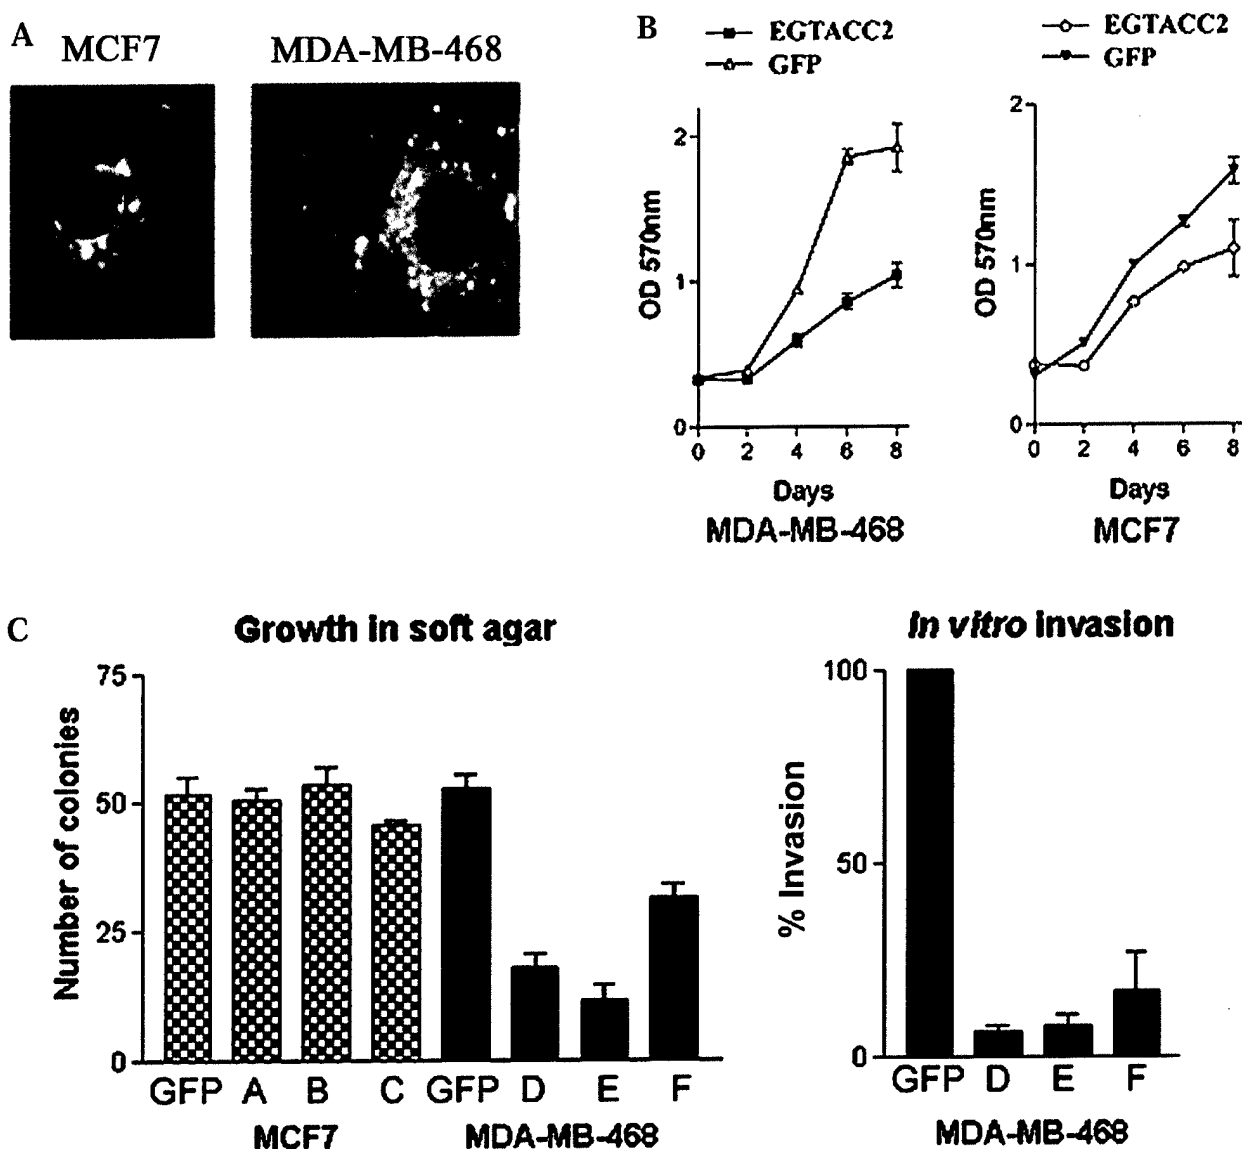 A
MCF7 MDA-MB-468
B
EGTACC2
GFP
EGTACC2
GFP
OD 570nm
2
1
0
0 2 4 6 8
Days
MDA-MB-468
OD 570nm
2
1
0
0 2 4 6 8
Days
MCF7
C
Growth in soft agar
Number of colonies
75
50
25
0
GFP A B C GFP D E F
MCF7 MDA-MB-468
In vitro invasion
% Invasion
100
50
0
GFP D E F
MDA-MB-468